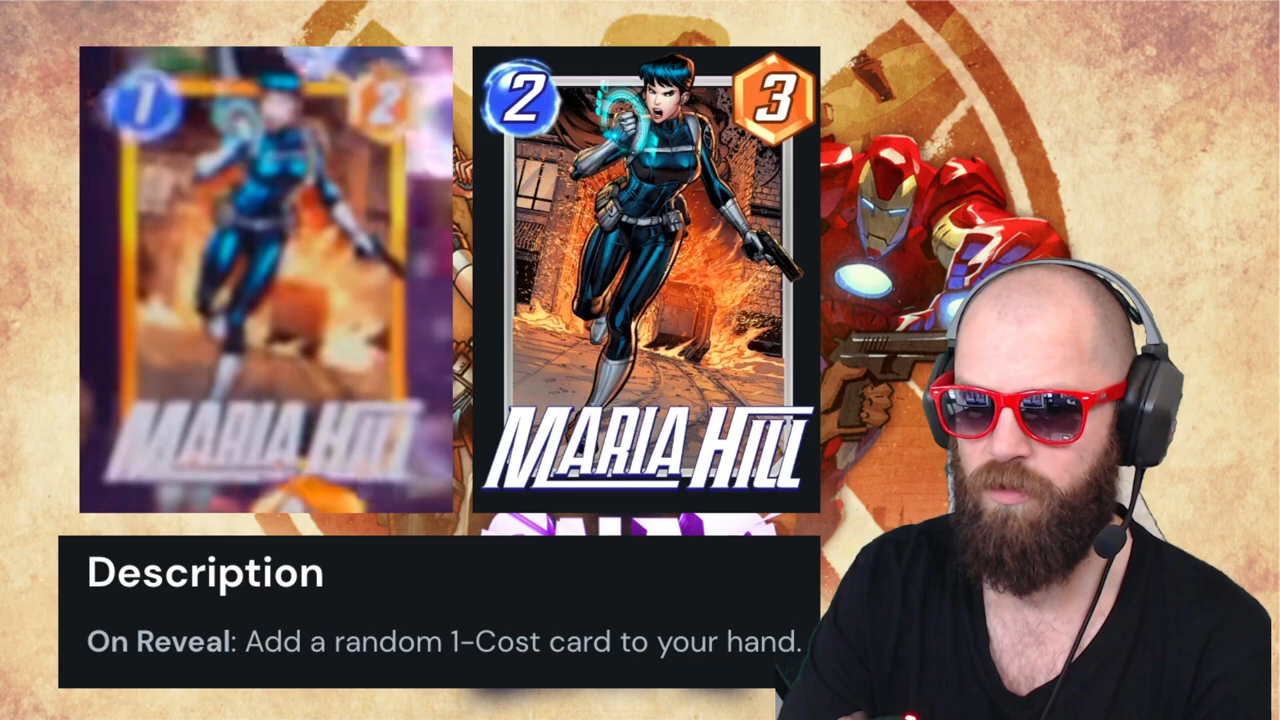 1
2
MARIA HILL
2
3
MARIA HILL
Description
On Reveal: Add a random 1-Cost card to your hand.